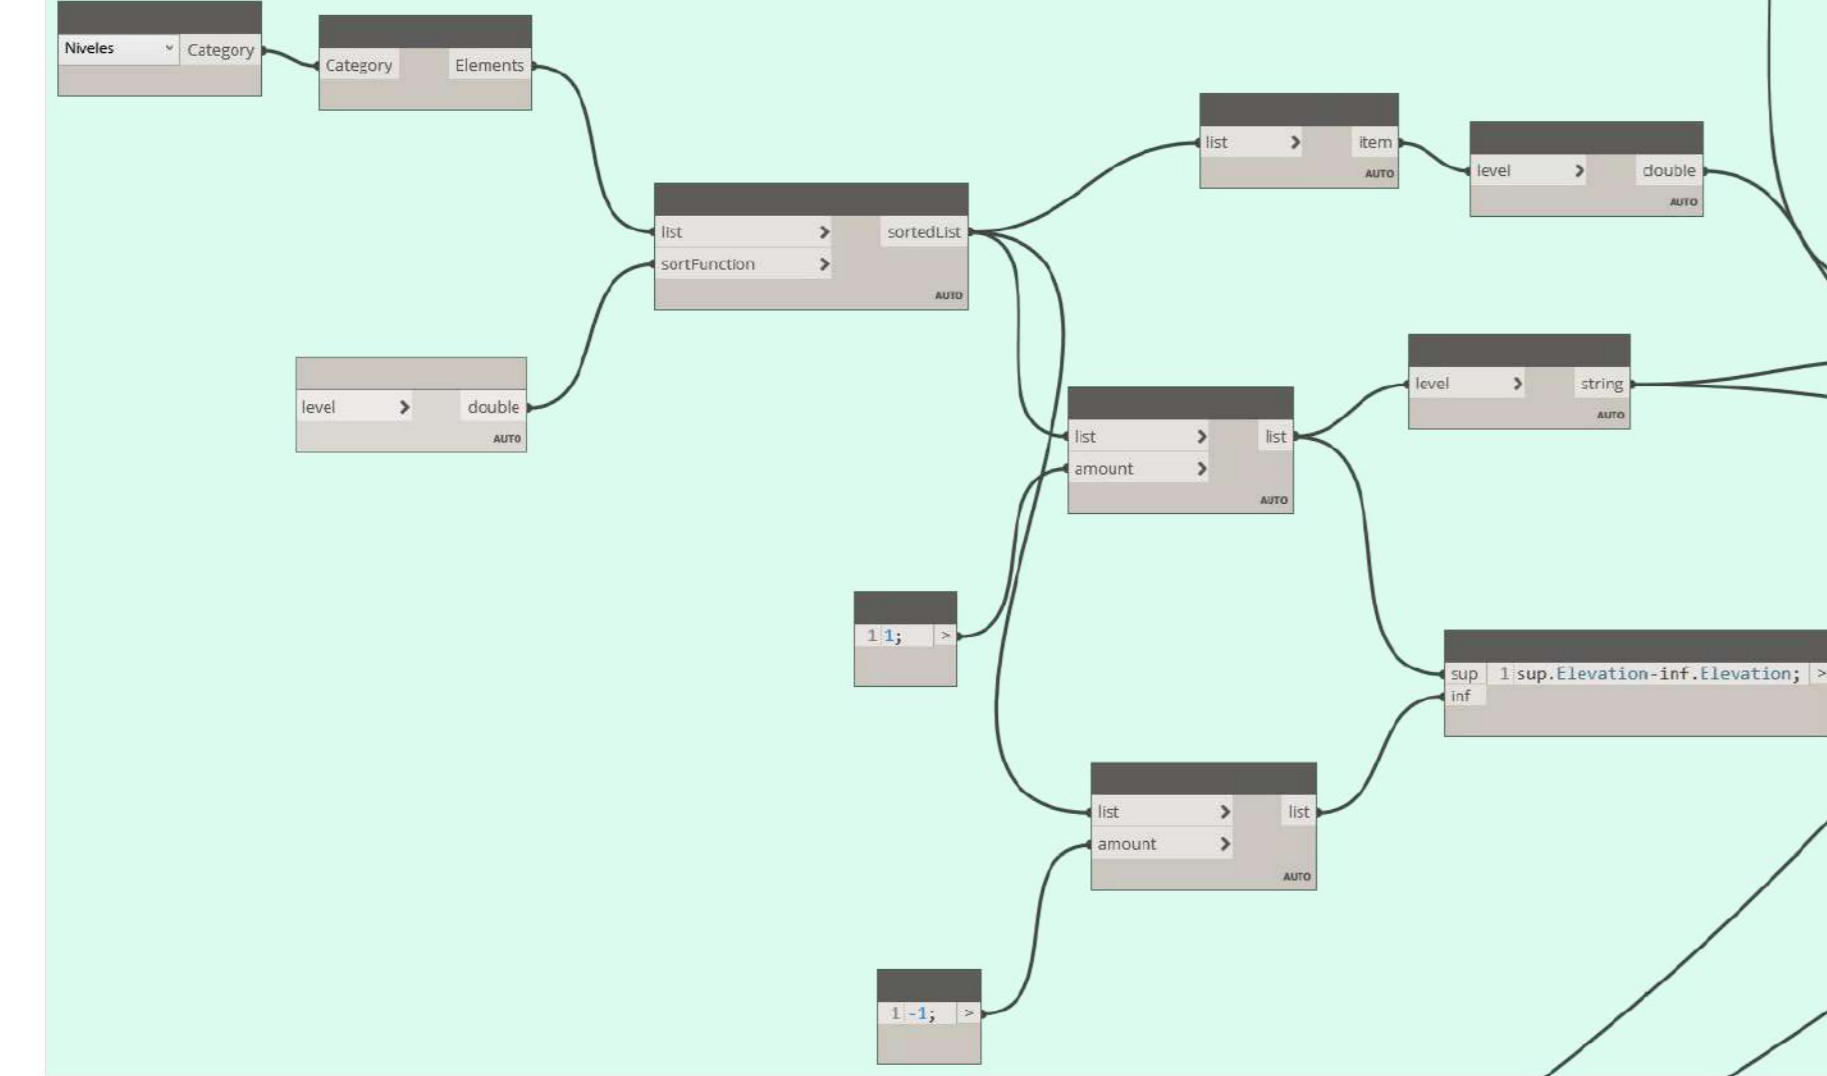 Niveles Category
Category Elements
list item
AUTO
level double
AUTO
list sortedList
sortFunction
AUTO
level double
AUTO
level string
AUTO
list list
amount
AUTO
1 1; >
sup 1 sup.Elevation-inf.Elevation; >
inf
list list
amount
AUTO
1 -1; >